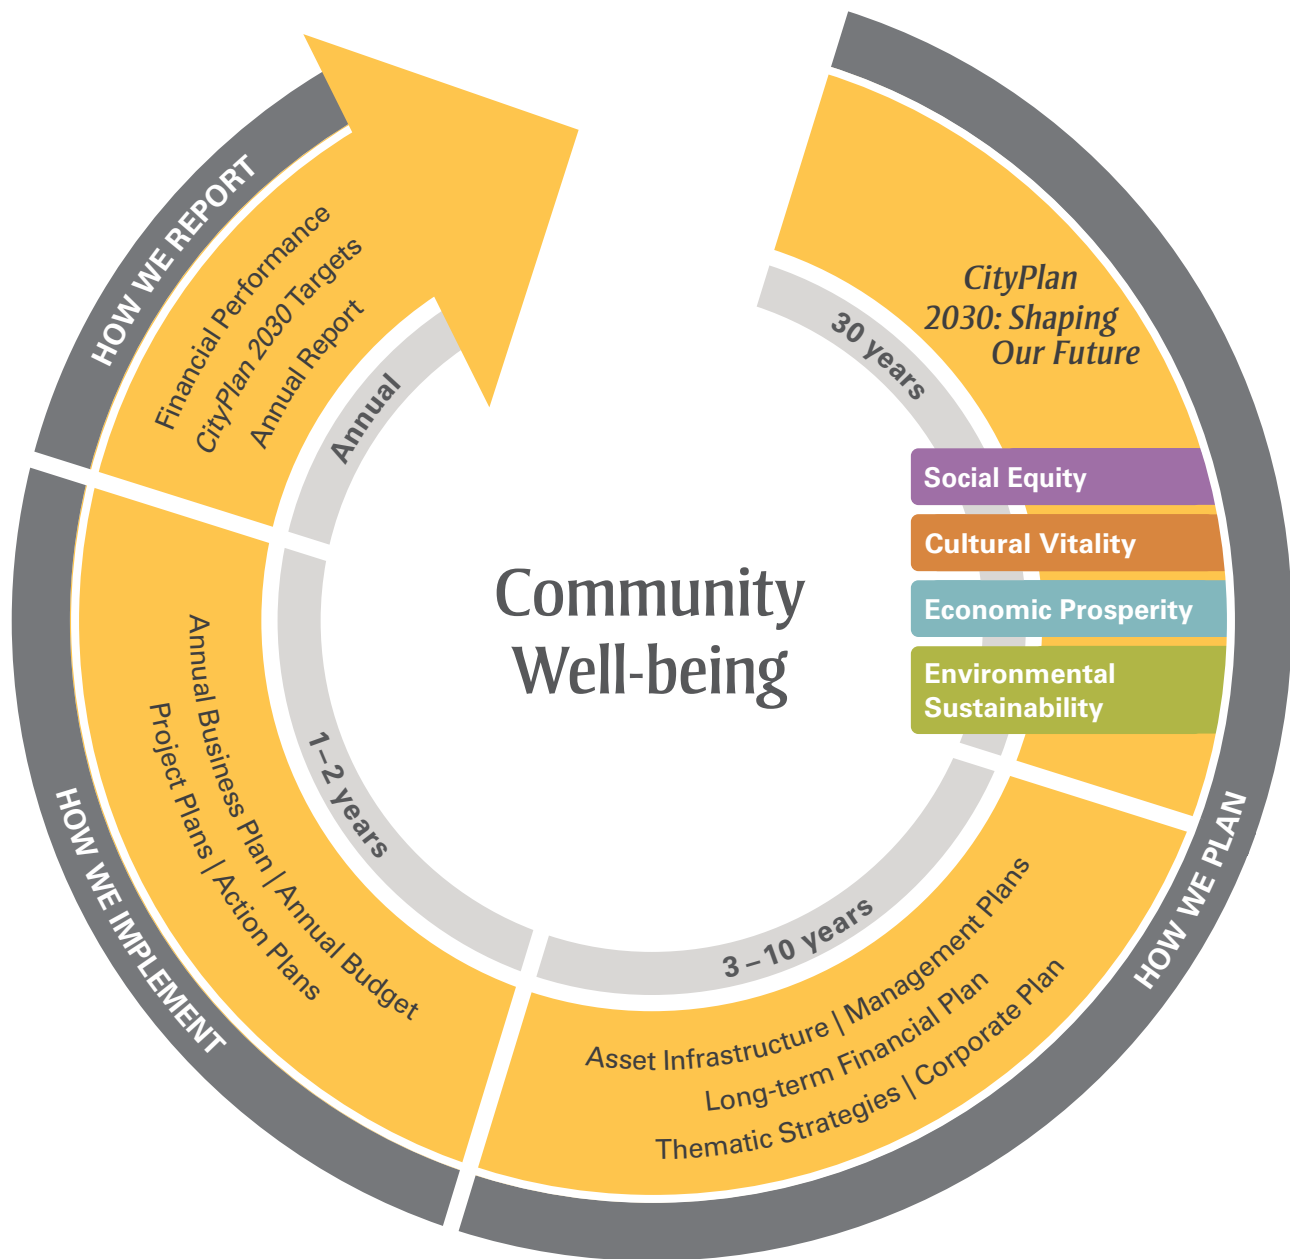 CityPlan
2030: Shaping
Our Future
30 years
Social Equity
Cultural Vitality
Economic Prosperity
Environmental
Sustainability
HOW WE PLAN
3–10 years
Asset Infrastructure | Management Plans
Long-term Financial Plan
Thematic Strategies | Corporate Plan
HOW WE IMPLEMENT
1–2 years
Annual Business Plan | Annual Budget
Project Plans | Action Plans
HOW WE REPORT
Financial Performance
CityPlan 2030 Targets
Annual Report
Annual
Community
Well-being